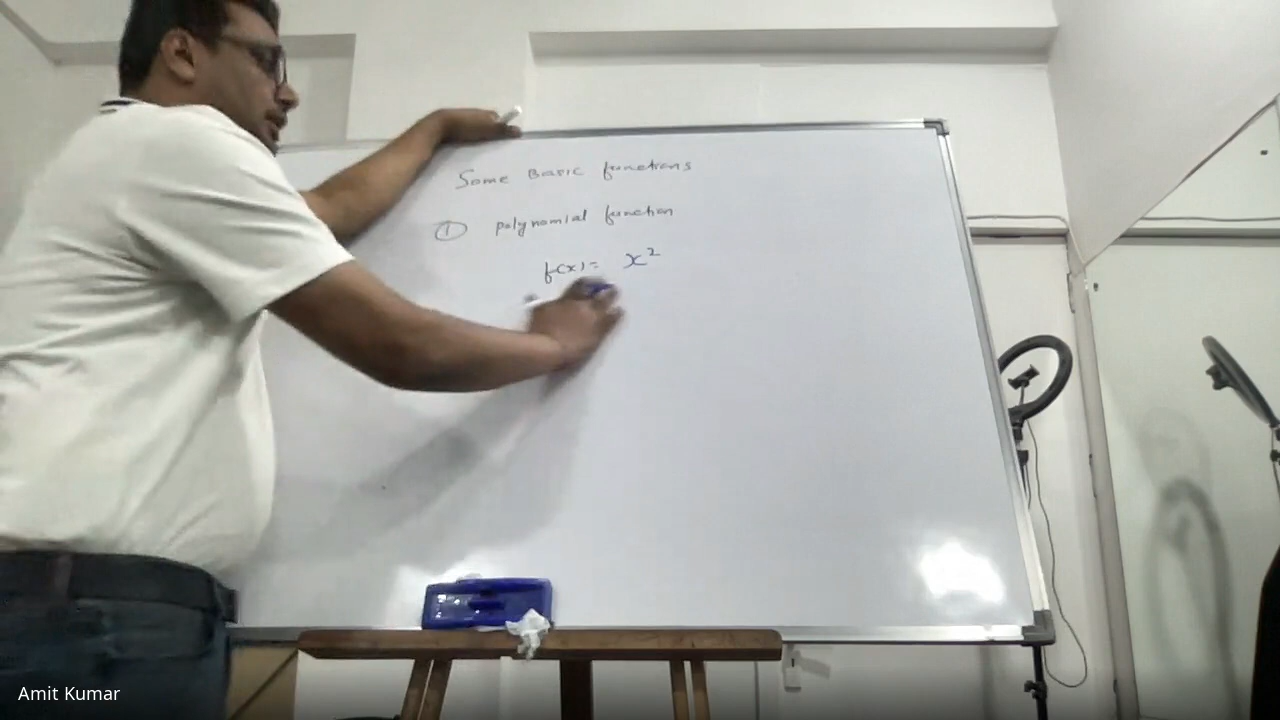 Some Basic functions
① polynomial function
f(x) = x²
Amit Kumar